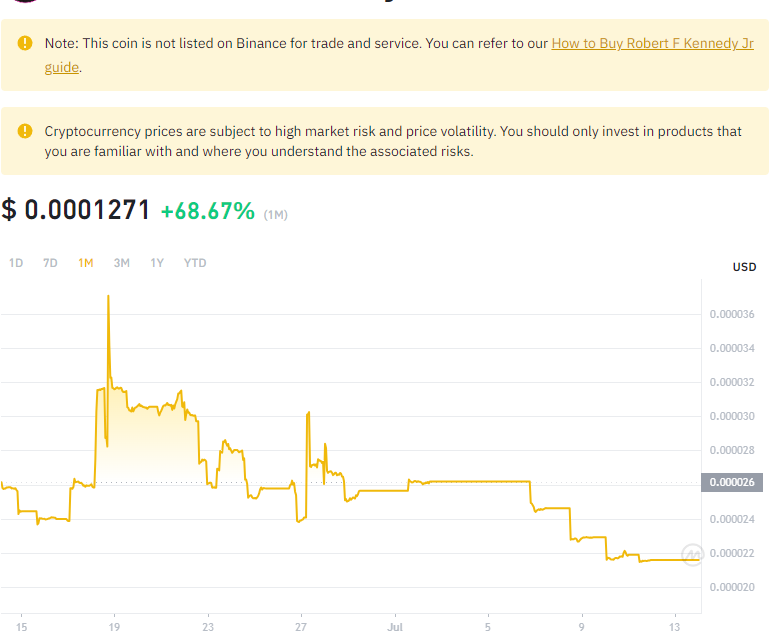 Note: This coin is not listed on Binance for trade and service. You can refer to our How to Buy Robert F Kennedy Jr
guide.
Cryptocurrency prices are subject to high market risk and price volatility. You should only invest in products that
you are familiar with and where you understand the associated risks.
$ 0.0001271 +68.67% (1M)
1D 7D 1M 3M 1Y YTD
USD
0.000036
0.000034
0.000032
0.000030
0.000028
0.000026
0.000024
0.000022
0.000020
15 19 23 27 Jul 5 9 13